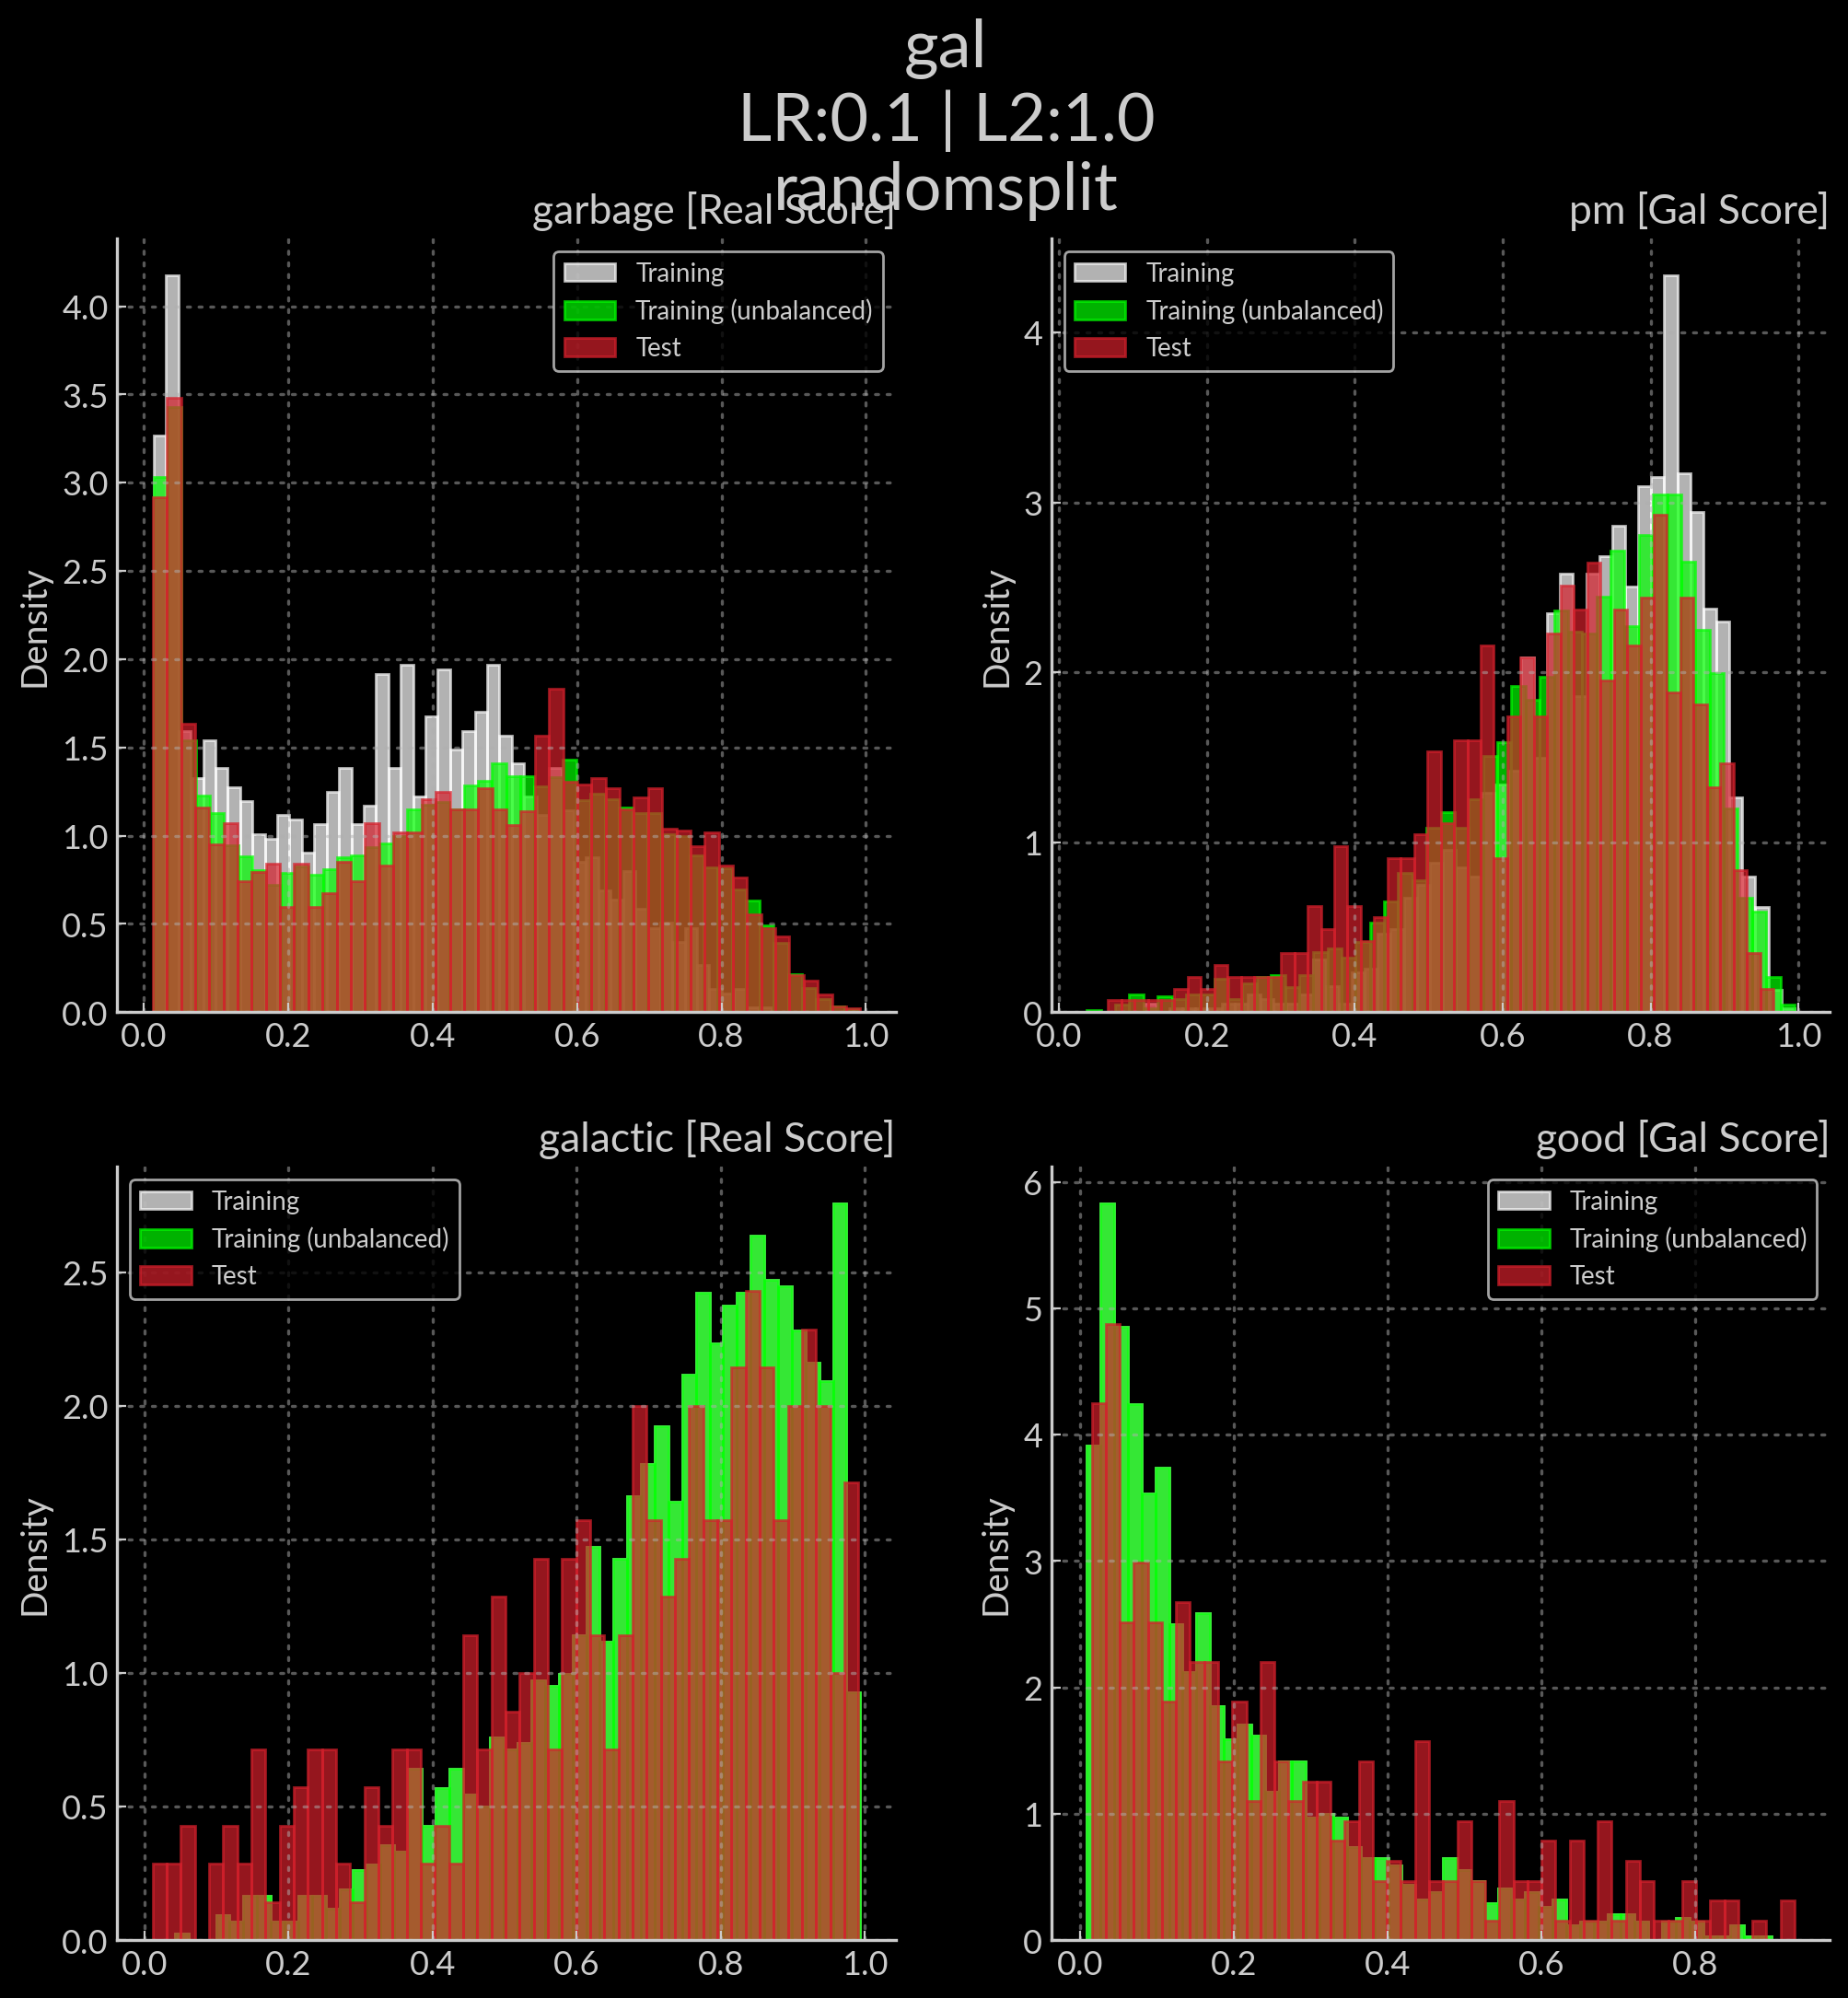 gal
LR:0.1 | L2:1.0
randomsplit
garbage [Real Score]
Training
Training (unbalanced)
Test
Density
4.0
3.5
3.0
2.5
2.0
1.5
1.0
0.5
0.0
0.0 0.2 0.4 0.6 0.8 1.0
pm [Gal Score]
Training
Training (unbalanced)
Test
Density
4
3
2
1
0
0.0 0.2 0.4 0.6 0.8 1.0
galactic [Real Score]
Training
Training (unbalanced)
Test
Density
2.5
2.0
1.5
1.0
0.5
0.0
0.0 0.2 0.4 0.6 0.8 1.0
good [Gal Score]
Training
Training (unbalanced)
Test
Density
6
5
4
3
2
1
0
0.0 0.2 0.4 0.6 0.8